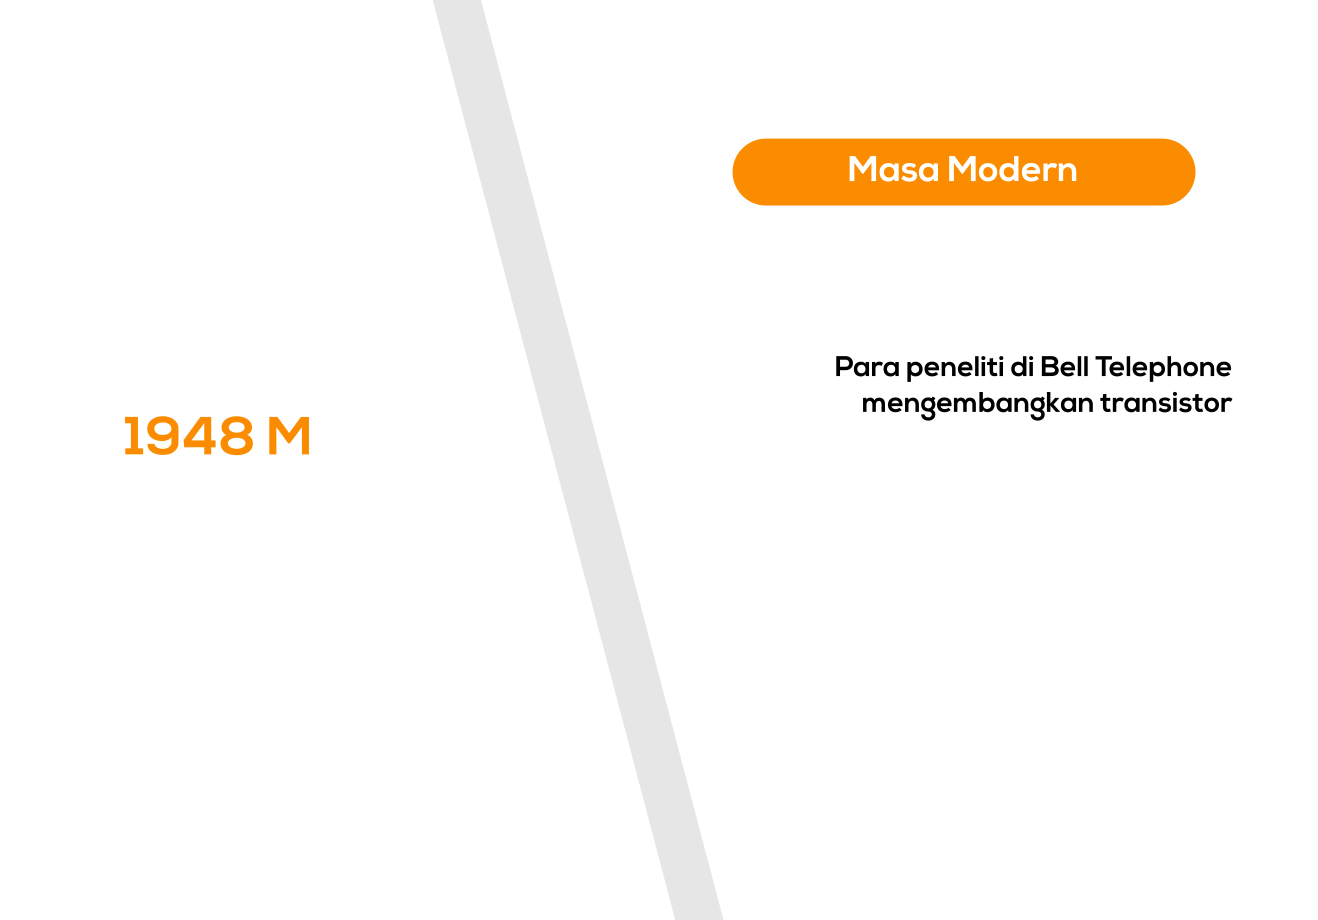 Masa Modern
1948 M
Para peneliti di Bell Telephone
mengembangkan transistor